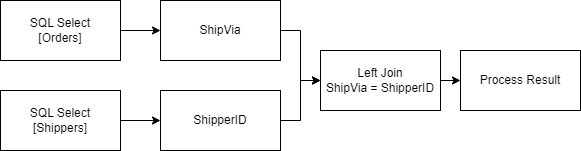 SQL Select
[Orders]
ShipVia
SQL Select
[Shippers]
ShipperID
Left Join
ShipVia = ShipperID
Process Result